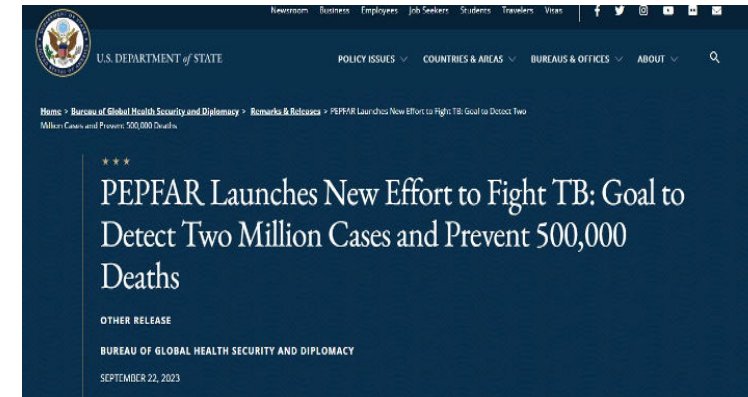 Newsroom Business Employees Job Seekers Students Travelers Visas
U.S. DEPARTMENT of STATE
POLICY ISSUES COUNTRIES & AREAS BUREAUS & OFFICES ABOUT
Home > Bureau of Global Health Security and Diplomacy > Remarks & Releases > PEPFAR Launches New Effort to Fight TB: Goal to Detect Two
Million Cases and Prevent 500,000 Deaths
PEPFAR Launches New Effort to Fight TB: Goal to
Detect Two Million Cases and Prevent 500,000
Deaths
OTHER RELEASE
BUREAU OF GLOBAL HEALTH SECURITY AND DIPLOMACY
SEPTEMBER 22, 2023